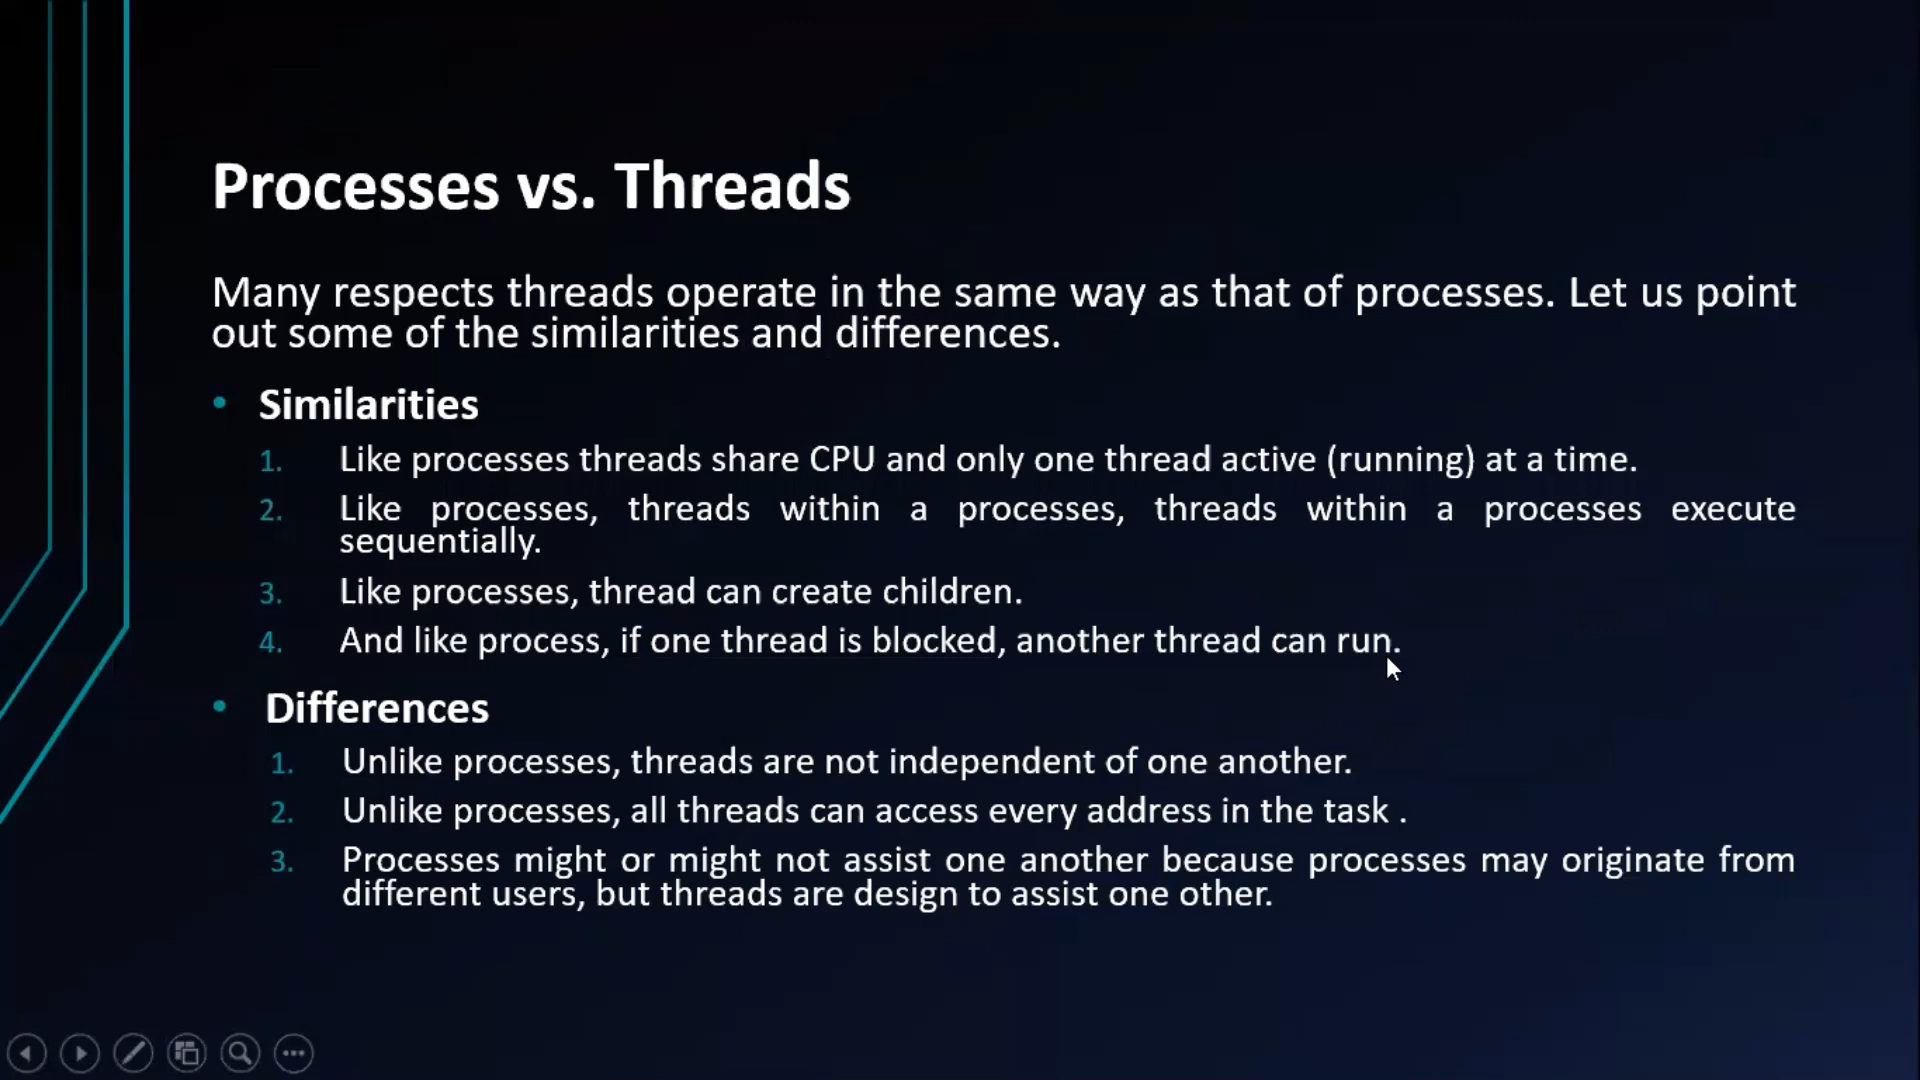 Processes vs. Threads
Many respects threads operate in the same way as that of processes. Let us point
out some of the similarities and differences.
• Similarities
1. Like processes threads share CPU and only one thread active (running) at a time.
2. Like processes, threads within a processes, threads within a processes execute
sequentially.
3. Like processes, thread can create children.
4. And like process, if one thread is blocked, another thread can run.
• Differences
1. Unlike processes, threads are not independent of one another.
2. Unlike processes, all threads can access every address in the task .
3. Processes might or might not assist one another because processes may originate from
different users, but threads are design to assist one other.